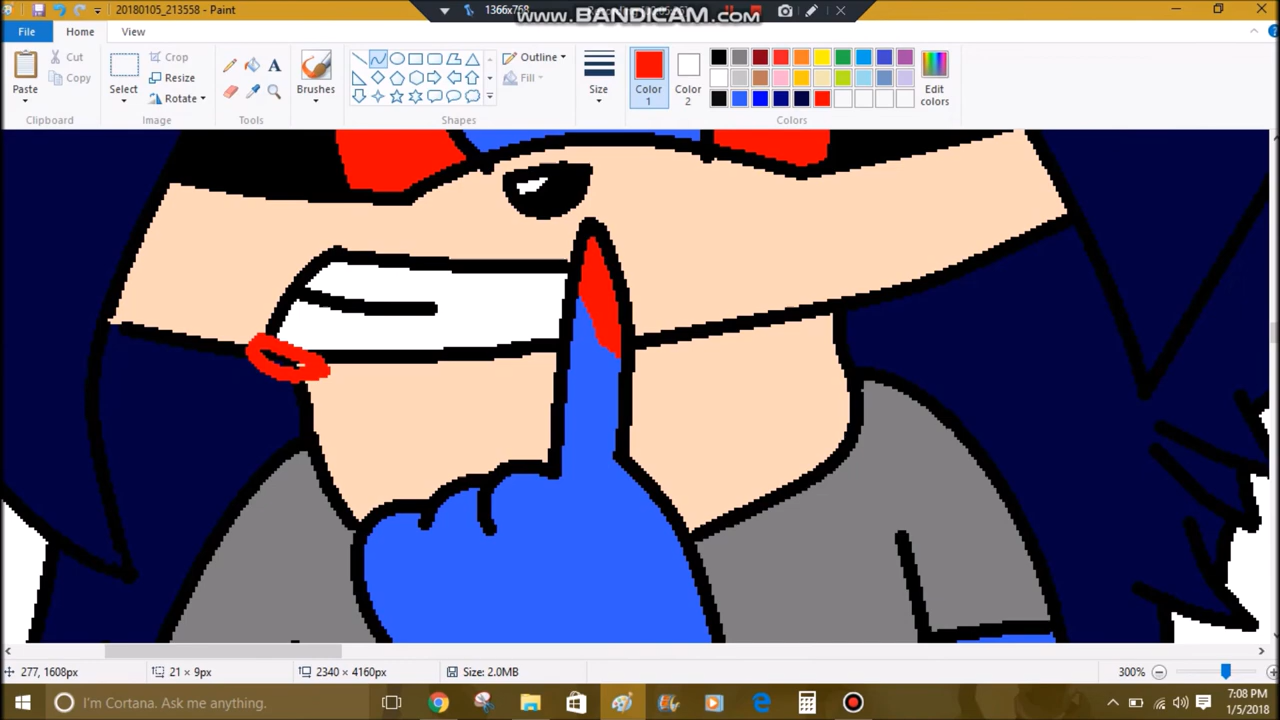 20180105_213558 - Paint
1366x768
www.BANDICAM.com
File
Home
View
Paste
Cut
Copy
Clipboard
Select
Crop
Resize
Rotate
Image
Tools
Brushes
Shapes
Outline
Fill
Size
Color 1
Color 2
Colors
Edit colors
277, 1608px
21 × 9px
2340 × 4160px
Size: 2.0MB
300%
I'm Cortana. Ask me anything.
7:08 PM
1/5/2018